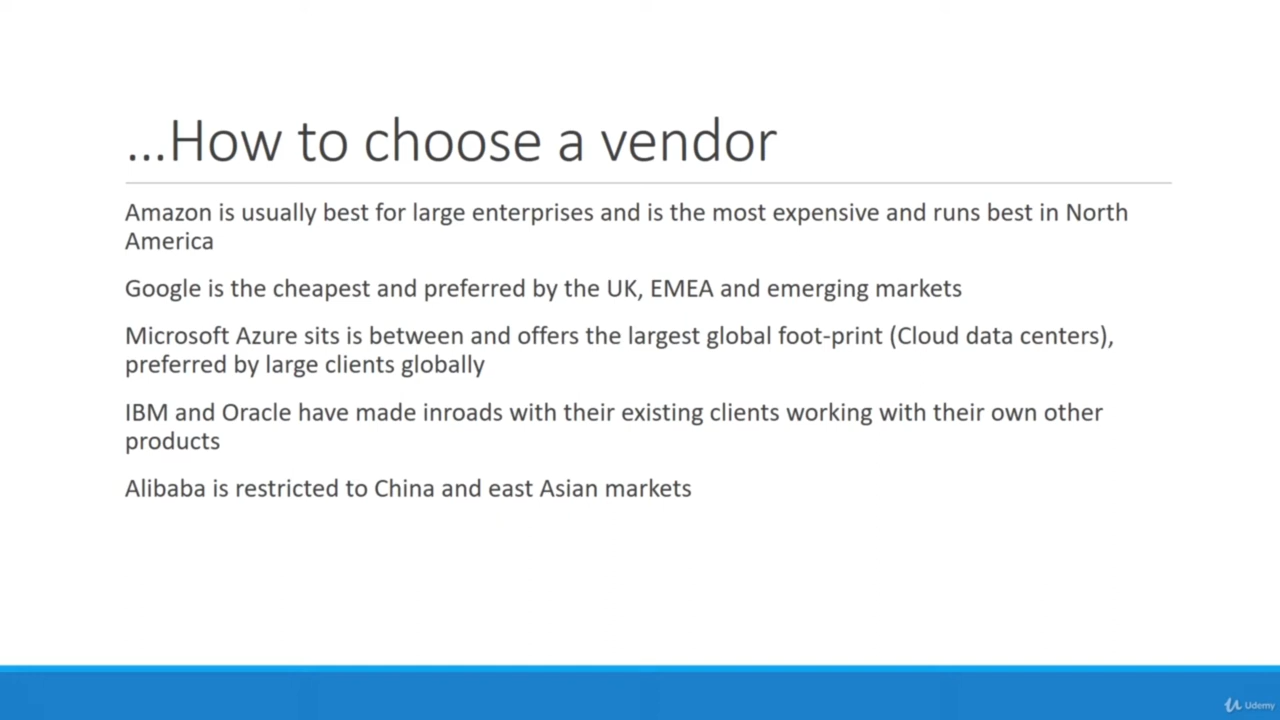 ...How to choose a vendor
Amazon is usually best for large enterprises and is the most expensive and runs best in North
America
Google is the cheapest and preferred by the UK, EMEA and emerging markets
Microsoft Azure sits is between and offers the largest global foot-print (Cloud data centers),
preferred by large clients globally
IBM and Oracle have made inroads with their existing clients working with their own other
products
Alibaba is restricted to China and east Asian markets
Udemy